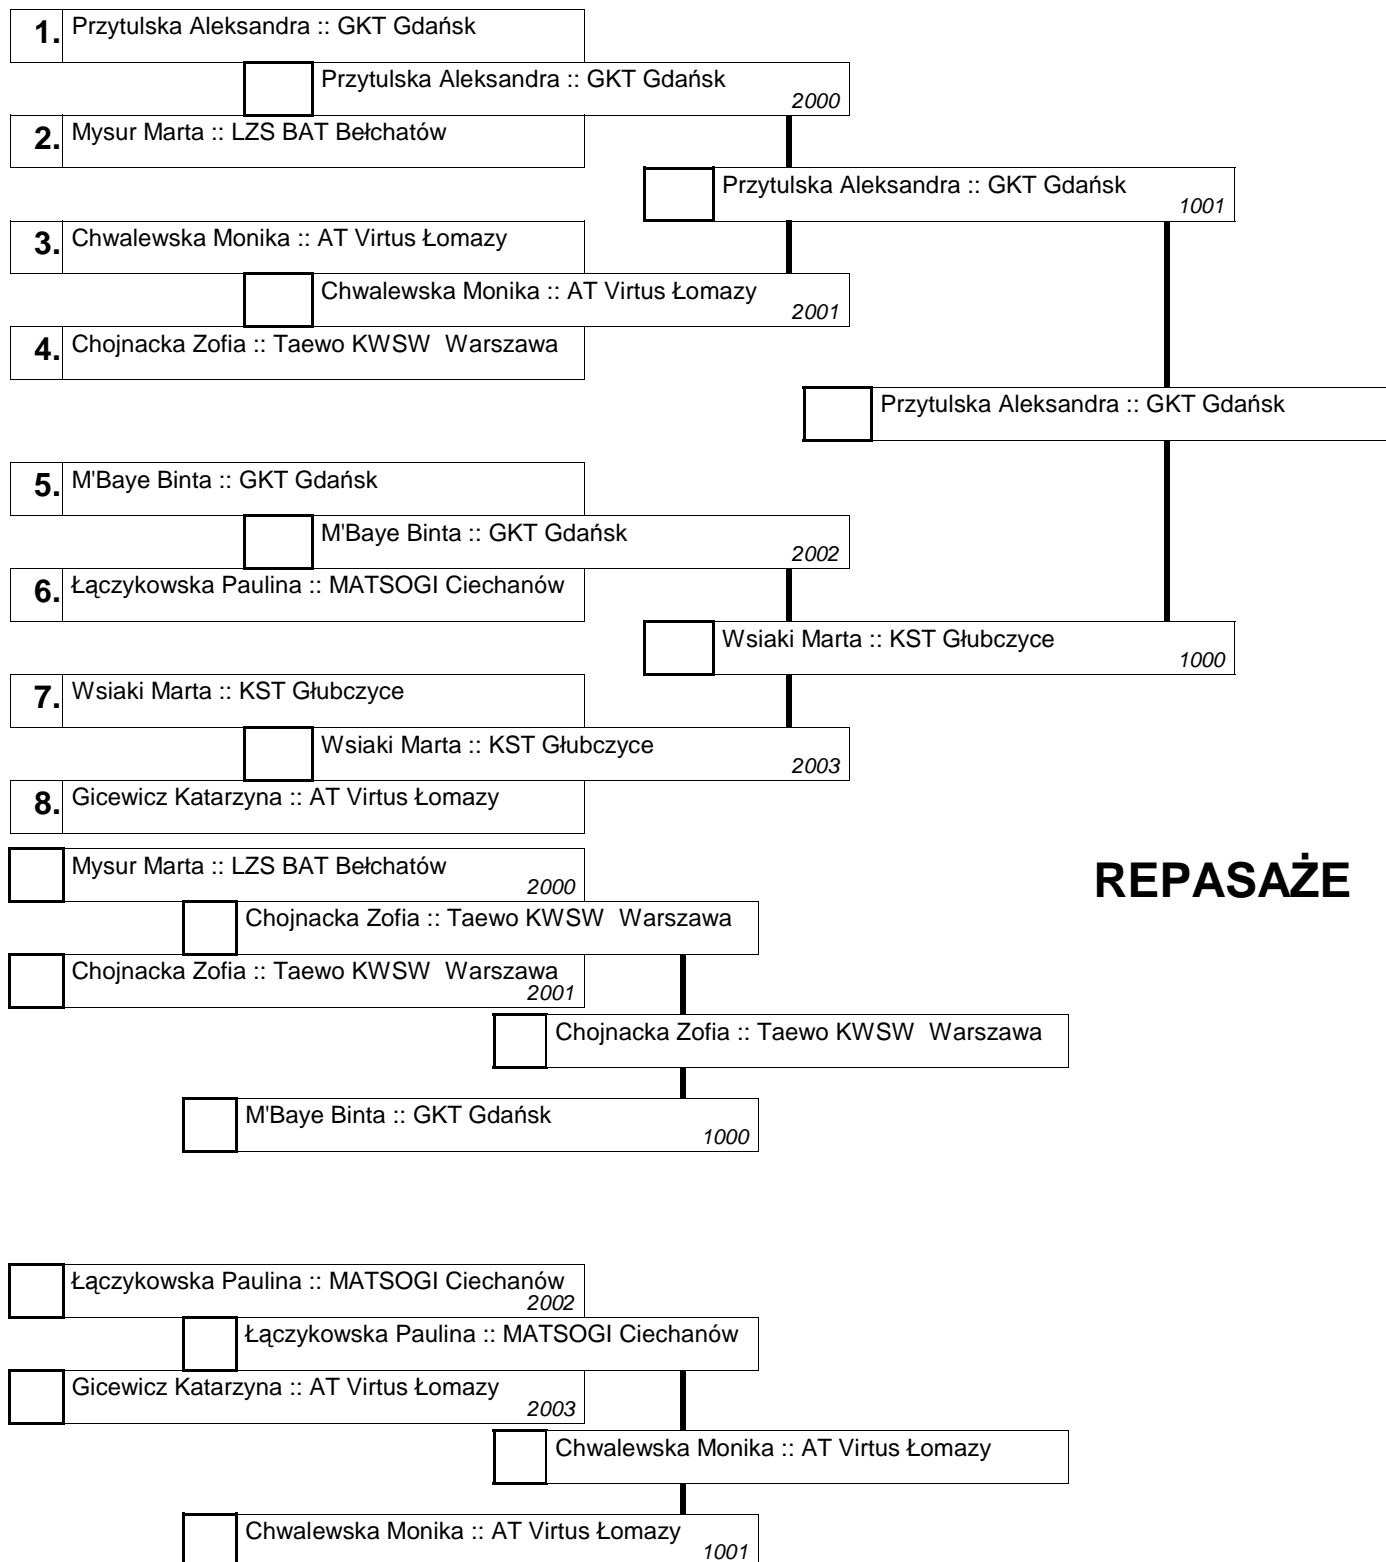 1. Przytulska Aleksandra :: GKT Gdańsk
Przytulska Aleksandra :: GKT Gdańsk
2000
2. Mysur Marta :: LZS BAT Bełchatów
Przytulska Aleksandra :: GKT Gdańsk
1001
3. Chwalewska Monika :: AT Virtus Łomazy
Chwalewska Monika :: AT Virtus Łomazy
2001
4. Chojnacka Zofia :: Taewo KWSW  Warszawa
Przytulska Aleksandra :: GKT Gdańsk
5. M'Baye Binta :: GKT Gdańsk
M'Baye Binta :: GKT Gdańsk
2002
6. Łączykowska Paulina :: MATSOGI Ciechanów
Wsiaki Marta :: KST Głubczyce
1000
7. Wsiaki Marta :: KST Głubczyce
Wsiaki Marta :: KST Głubczyce
2003
8. Gicewicz Katarzyna :: AT Virtus Łomazy
Mysur Marta :: LZS BAT Bełchatów
2000
REPASAŻE
Chojnacka Zofia :: Taewo KWSW  Warszawa
Chojnacka Zofia :: Taewo KWSW  Warszawa
2001
Chojnacka Zofia :: Taewo KWSW  Warszawa
M'Baye Binta :: GKT Gdańsk
1000
Łączykowska Paulina :: MATSOGI Ciechanów
2002
Łączykowska Paulina :: MATSOGI Ciechanów
Gicewicz Katarzyna :: AT Virtus Łomazy
2003
Chwalewska Monika :: AT Virtus Łomazy
Chwalewska Monika :: AT Virtus Łomazy
1001